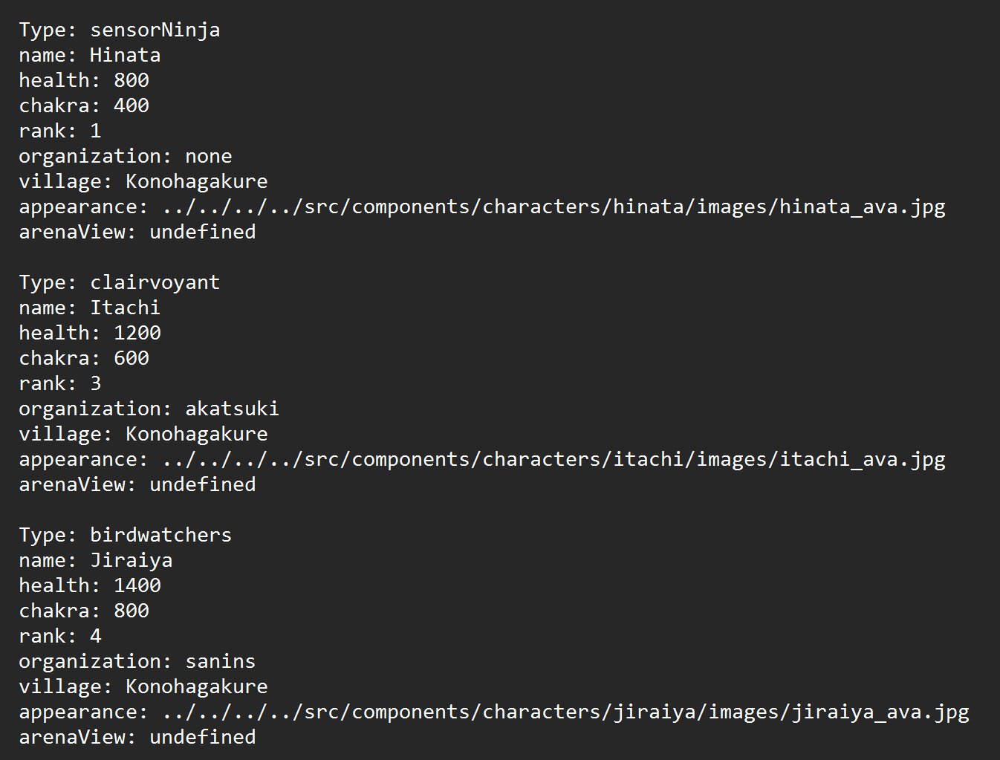 Type: sensorNinja
name: Hinata
health: 800
chakra: 400
rank: 1
organization: none
village: Konohagakure
appearance: ../../../../src/components/characters/hinata/images/hinata_ava.jpg
arenaView: undefined

Type: clairvoyant
name: Itachi
health: 1200
chakra: 600
rank: 3
organization: akatsuki
village: Konohagakure
appearance: ../../../../src/components/characters/itachi/images/itachi_ava.jpg
arenaView: undefined

Type: birdwatchers
name: Jiraiya
health: 1400
chakra: 800
rank: 4
organization: sanins
village: Konohagakure
appearance: ../../../../src/components/characters/jiraiya/images/jiraiya_ava.jpg
arenaView: undefined